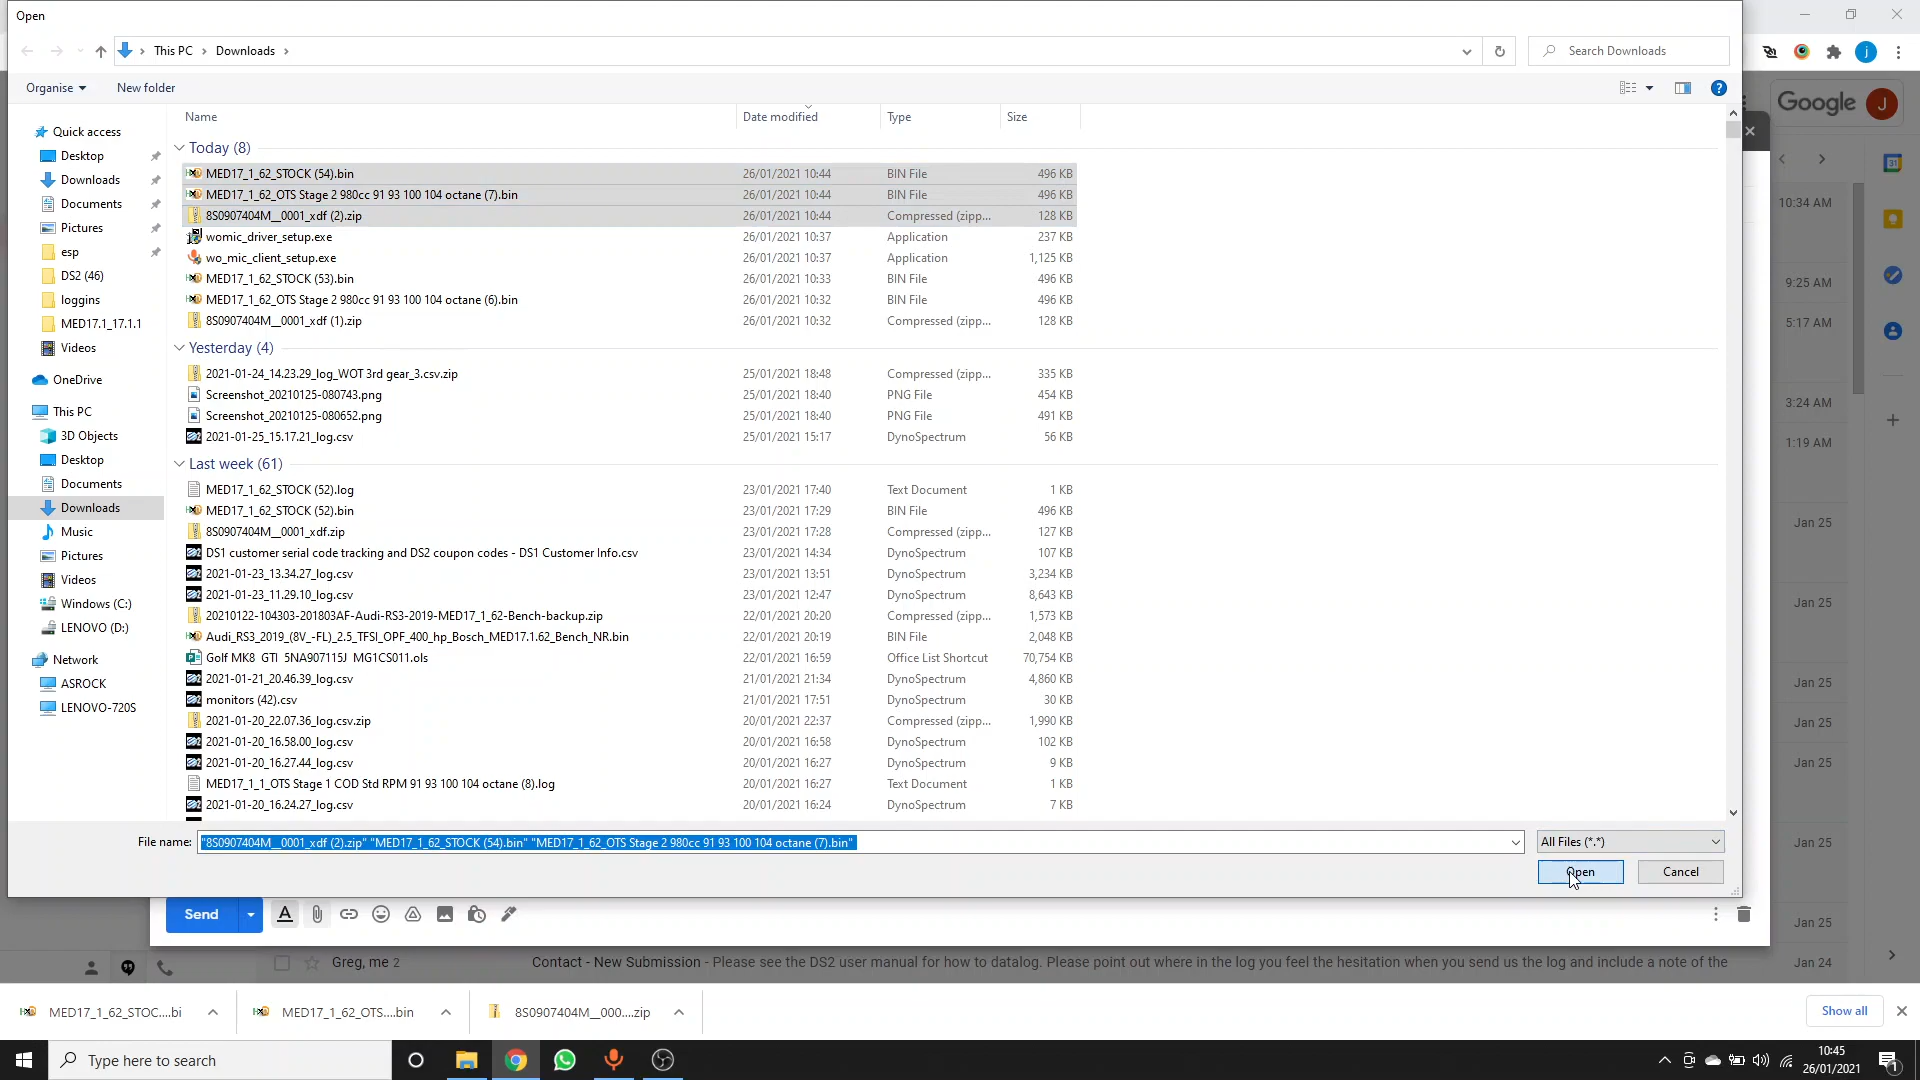 Open
This PC > Downloads >
Search Downloads
Organise
New folder
Google
J
j
Name Date modified Type Size
Today (8)
MED17_1_62_STOCK (54).bin 26/01/2021 10:44 BIN File 496 KB
MED17_1_62_OTS Stage 2 980cc 91 93 100 104 octane (7).bin 26/01/2021 10:44 BIN File 496 KB
8S0907404M__0001_xdf (2).zip 26/01/2021 10:44 Compressed (zipp... 128 KB
womic_driver_setup.exe 26/01/2021 10:37 Application 237 KB
wo_mic_client_setup.exe 26/01/2021 10:37 Application 1,125 KB
MED17_1_62_STOCK (53).bin 26/01/2021 10:33 BIN File 496 KB
MED17_1_62_OTS Stage 2 980cc 91 93 100 104 octane (6).bin 26/01/2021 10:32 BIN File 496 KB
8S0907404M__0001_xdf (1).zip 26/01/2021 10:32 Compressed (zipp... 128 KB
Yesterday (4)
2021-01-24_14.23.29_log_WOT 3rd gear_3.csv.zip 25/01/2021 18:48 Compressed (zipp... 335 KB
Screenshot_20210125-080743.png 25/01/2021 18:40 PNG File 454 KB
Screenshot_20210125-080652.png 25/01/2021 18:40 PNG File 491 KB
2021-01-25_15.17.21_log.csv 25/01/2021 15:17 DynoSpectrum 56 KB
Last week (61)
MED17_1_62_STOCK (52).log 23/01/2021 17:40 Text Document 1 KB
MED17_1_62_STOCK (52).bin 23/01/2021 17:29 BIN File 496 KB
8S0907404M__0001_xdf.zip 23/01/2021 17:28 Compressed (zipp... 127 KB
DS1 customer serial code tracking and DS2 coupon codes - DS1 Customer Info.csv 23/01/2021 14:34 DynoSpectrum 107 KB
2021-01-23_13.34.27_log.csv 23/01/2021 13:51 DynoSpectrum 3,234 KB
2021-01-23_11.29.10_log.csv 23/01/2021 12:47 DynoSpectrum 8,643 KB
20210122-104303-201803AF-Audi-RS3-2019-MED17_1_62-Bench-backup.zip 22/01/2021 20:20 Compressed (zipp... 1,573 KB
Audi_RS3_2019_(8V_-FL)_2.5_TFSI_OPF_400_hp_Bosch_MED17.1.62_Bench_NR.bin 22/01/2021 20:19 BIN File 2,048 KB
Golf MK8 GTI 5NA907115J MG1CS011.ols 22/01/2021 16:59 Office List Shortcut 70,754 KB
2021-01-21_20.46.39_log.csv 21/01/2021 21:34 DynoSpectrum 4,860 KB
monitors (42).csv 21/01/2021 17:51 DynoSpectrum 30 KB
2021-01-20_22.07.36_log.csv.zip 20/01/2021 22:37 Compressed (zipp... 1,990 KB
2021-01-20_16.58.00_log.csv 20/01/2021 16:58 DynoSpectrum 102 KB
2021-01-20_16.27.44_log.csv 20/01/2021 16:27 DynoSpectrum 9 KB
MED17_1_1_OTS Stage 1 COD Std RPM 91 93 100 104 octane (8).log 20/01/2021 16:27 Text Document 1 KB
2021-01-20_16.24.27_log.csv 20/01/2021 16:24 DynoSpectrum 7 KB
Quick access
Desktop
Downloads
Documents
Pictures
esp
DS2 (46)
loggins
MED17.1_17.1.1
Videos
OneDrive
This PC
3D Objects
Desktop
Documents
Downloads
Music
Pictures
Videos
Windows (C:)
LENOVO (D:)
Network
ASROCK
LENOVO-720S
File name: "8S0907404M__0001_xdf (2).zip" "MED17_1_62_STOCK (54).bin" "MED17_1_62_OTS Stage 2 980cc 91 93 100 104 octane (7).bin"
All Files (*.*)
Open
Cancel
10:34 AM
9:25 AM
5:17 AM
3:24 AM
1:19 AM
Jan 25
Jan 25
Jan 25
Jan 25
Jan 25
Jan 25
31
Send
Greg, me 2 Contact - New Submission - Please see the DS2 user manual for how to datalog. Please point out where in the log you feel the hesitation when you send us the log and include a note of the Jan 24
MED17_1_62_STOC....bi
MED17_1_62_OTS....bin
8S0907404M__000....zip
Show all
Type here to search
10:45
26/01/2021
1